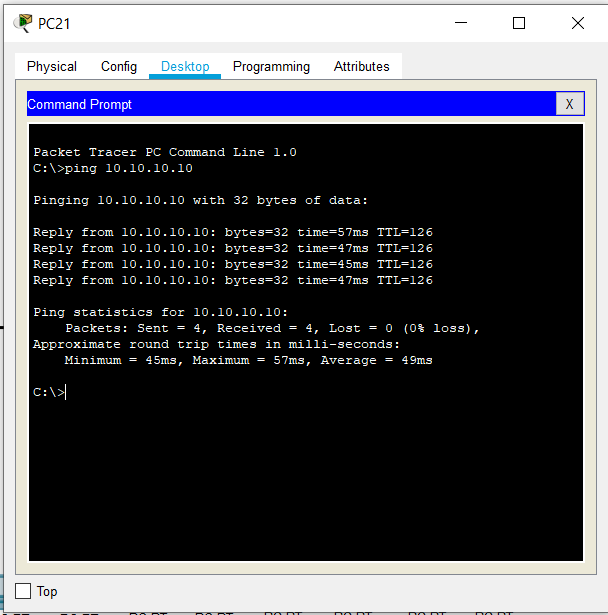 PC21
Physical Config Desktop Programming Attributes
Command Prompt X
Packet Tracer PC Command Line 1.0
C:\>ping 10.10.10.10
Pinging 10.10.10.10 with 32 bytes of data:
Reply from 10.10.10.10: bytes=32 time=57ms TTL=126
Reply from 10.10.10.10: bytes=32 time=47ms TTL=126
Reply from 10.10.10.10: bytes=32 time=45ms TTL=126
Reply from 10.10.10.10: bytes=32 time=47ms TTL=126
Ping statistics for 10.10.10.10:
Packets: Sent = 4, Received = 4, Lost = 0 (0% loss),
Approximate round trip times in milli-seconds:
Minimum = 45ms, Maximum = 57ms, Average = 49ms
C:\>
Top